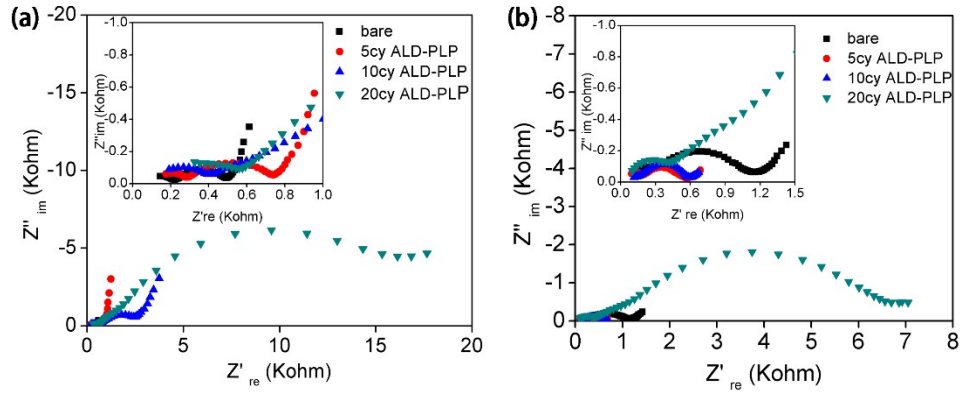 (a)
-20
-15
-10
-5
0
0
5
10
15
20
Z'' im (Kohm)
Z' re (Kohm)
-1.0
-0.8
-0.6
-0.4
-0.2
0.0
0.0
0.2
0.4
0.6
0.8
1.0
Z''im (Kohm)
Z're (Kohm)
bare
5cy ALD-PLP
10cy ALD-PLP
20cy ALD-PLP
(b)
-8
-7
-6
-5
-4
-3
-2
-1
0
0
1
2
3
4
5
6
7
8
Z'' im (Kohm)
Z' re (Kohm)
-1.0
-0.8
-0.6
-0.4
-0.2
0.0
0.0
0.3
0.6
0.9
1.2
1.5
Z'' im (Kohm)
Z' re (Kohm)
bare
5cy ALD-PLP
10cy ALD-PLP
20cy ALD-PLP